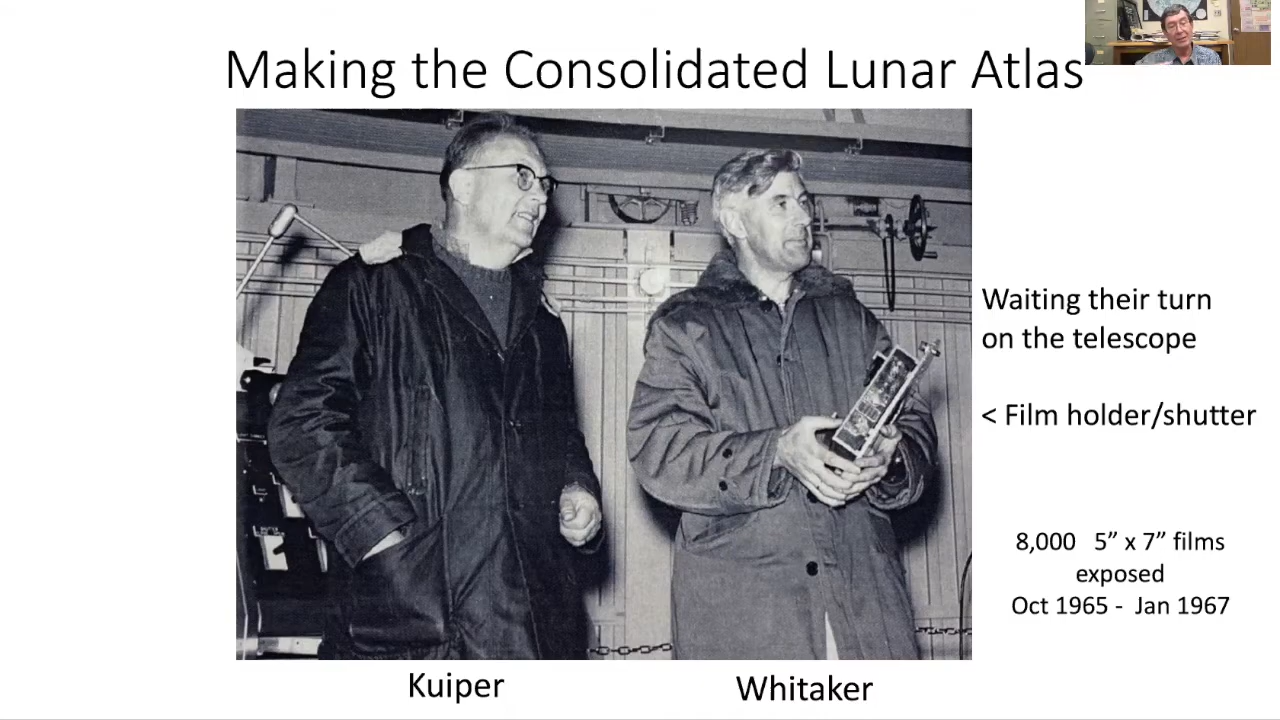 Making the Consolidated Lunar Atlas
Waiting their turn
on the telescope
< Film holder/shutter
8,000   5” x 7” films
exposed
Oct 1965 -  Jan 1967
Kuiper
Whitaker